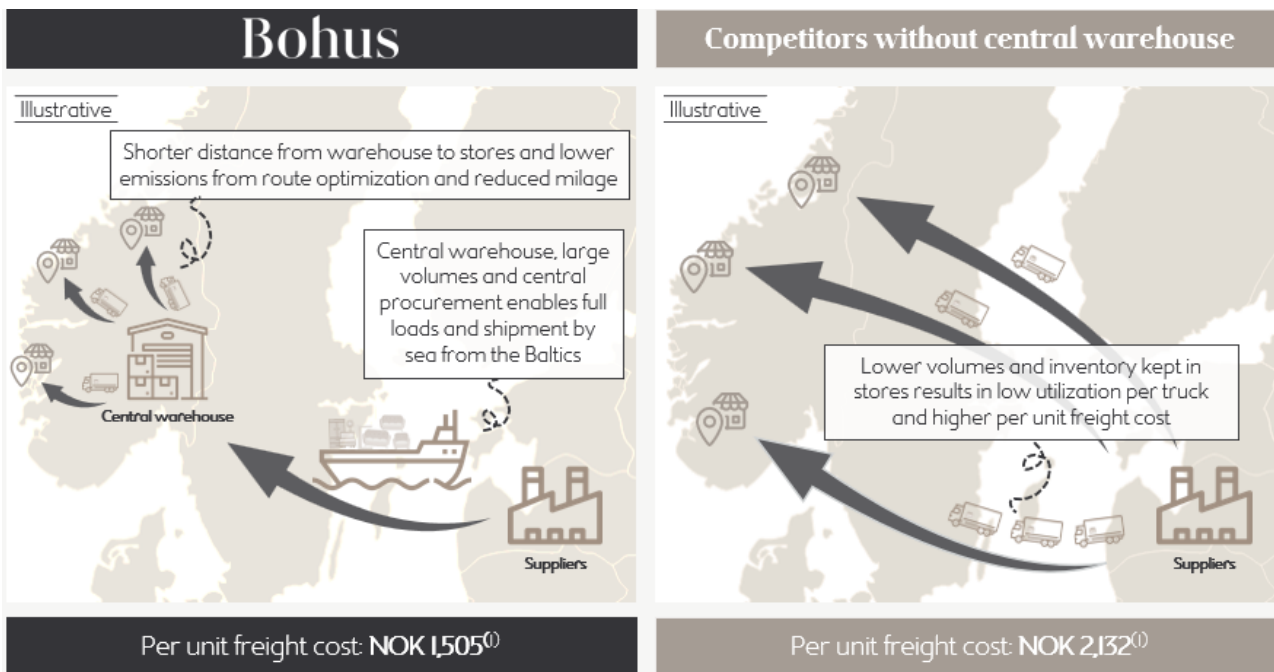 Bohus
Illustrative
Shorter distance from warehouse to stores and lower
emissions from route optimization and reduced milage
Central warehouse, large
volumes and central
procurement enables full
loads and shipment by
sea from the Baltics
Central warehouse
Suppliers
Per unit freight cost: NOK 1,505(1)
Competitors without central warehouse
Illustrative
Lower volumes and inventory kept in
stores results in low utilization per truck
and higher per unit freight cost
Suppliers
Per unit freight cost: NOK 2,132(1)